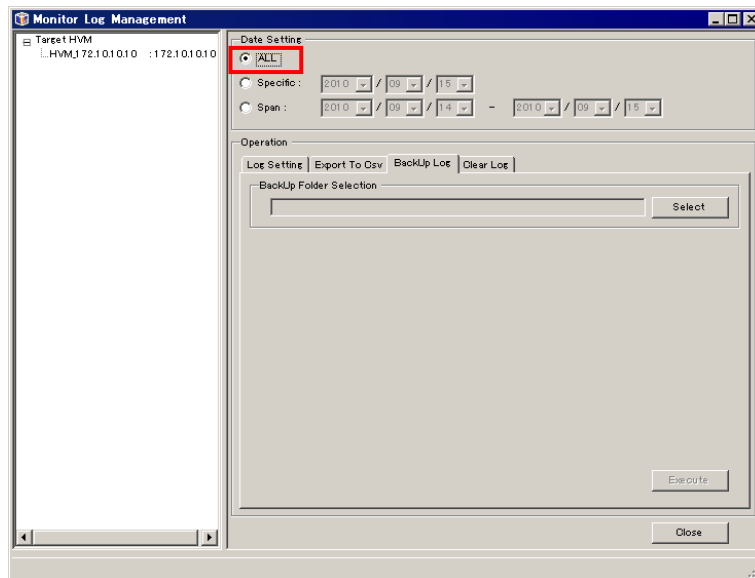 Monitor Log Management
Target HVM
HVM_172.10.10.10 : 172.10.10.10
Date Setting
ALL
Specific : 2010 / 09 / 15
Span : 2010 / 09 / 14 - 2010 / 09 / 15
Operation
Log Setting Export To Csv BackUp Log Clear Log
BackUp Folder Selection
Select
Execute
Close